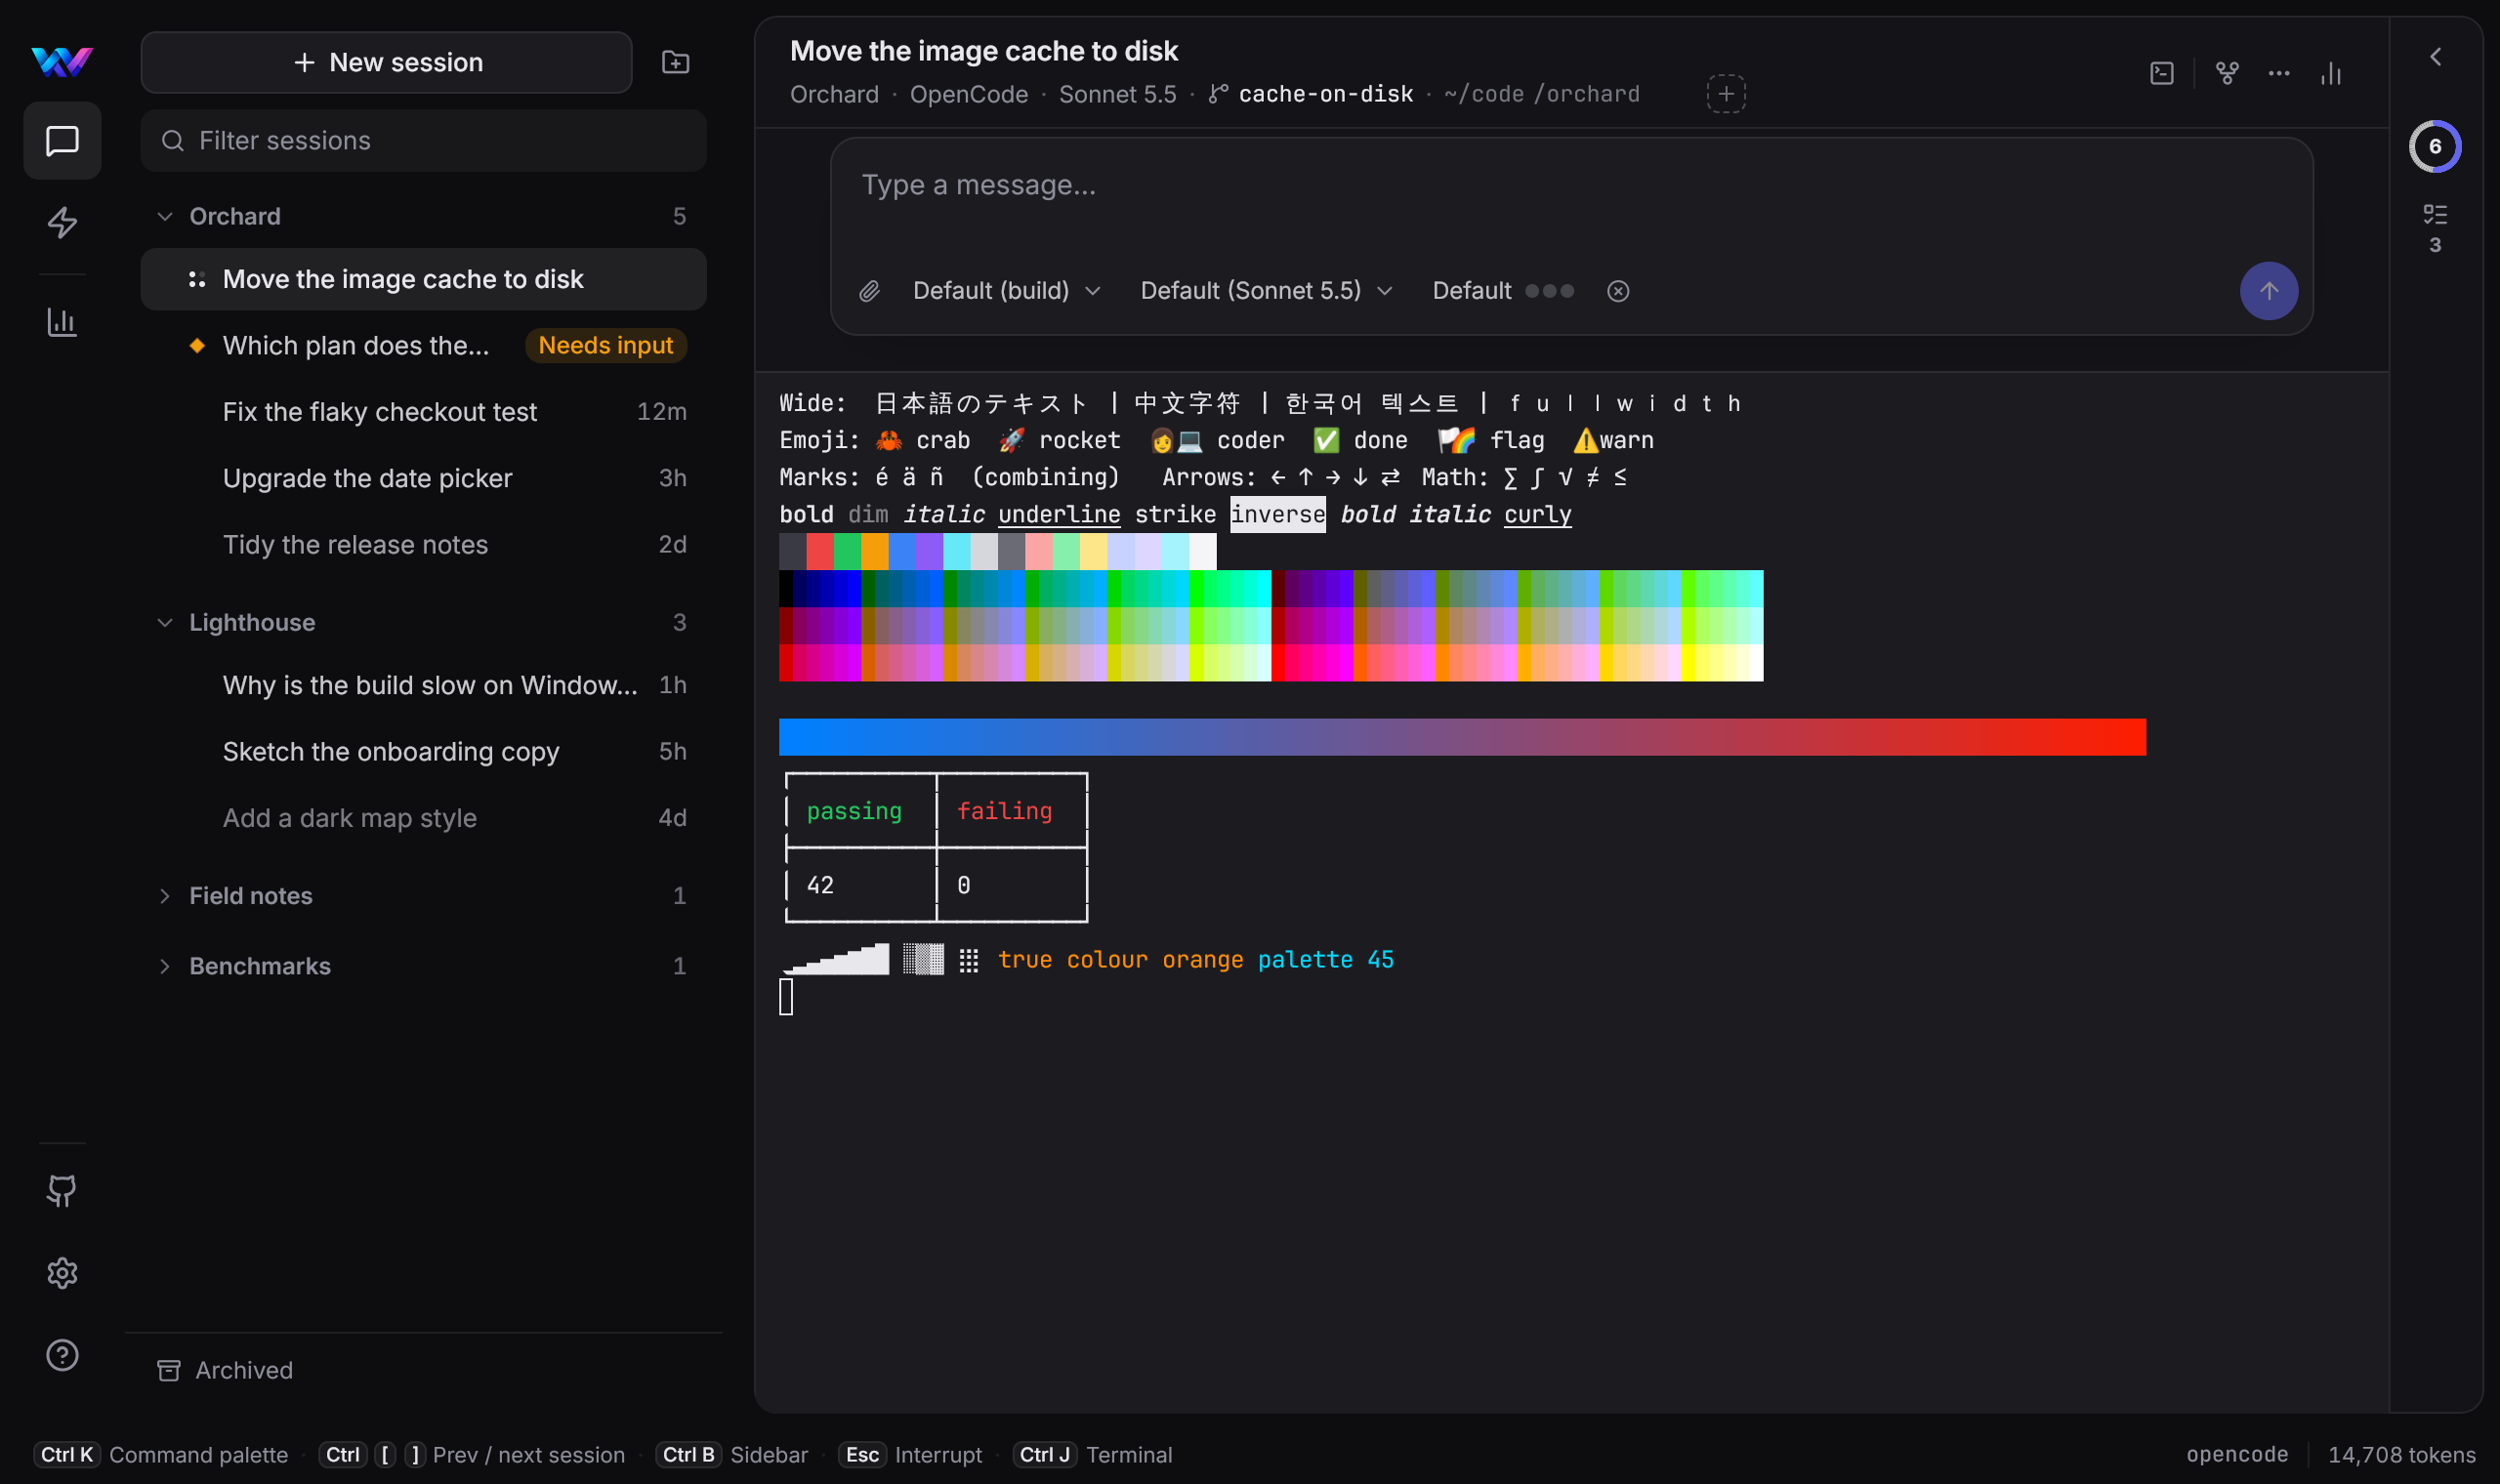 New session
Filter sessions
Orchard 5
Move the image cache to disk
Which plan does the... Needs input
Fix the flaky checkout test 12m
Upgrade the date picker 3h
Tidy the release notes 2d
Lighthouse 3
Why is the build slow on Window... 1h
Sketch the onboarding copy 5h
Add a dark map style 4d
Field notes 1
Benchmarks 1
Archived
Move the image cache to disk
Orchard · OpenCode · Sonnet 5.5 · cache-on-disk · ~/code /orchard
6
3
Type a message...
Default (build) Default (Sonnet 5.5) Default
Wide: 日本語のテキスト | 中文字符 | 한국어 텍스트 | ｆｕｌｌｗｉｄｔｈ
Emoji: 🦀 crab 🚀 rocket 👩💻 coder ✅ done 🏳️🌈 flag ⚠️warn
Marks: é ä ñ (combining) Arrows: ← ↑ → ↓ ⇄ Math: ∑ ∫ √ ≠ ≤
bold dim italic underline strike inverse bold italic curly
passing failing
42 0
true colour orange palette 45
Ctrl K Command palette · Ctrl [ ] Prev / next session · Ctrl B Sidebar · Esc Interrupt · Ctrl J Terminal
opencode 14,708 tokens